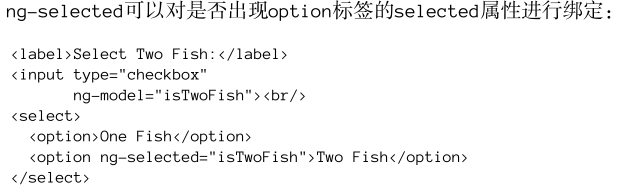 ng-selected可以对是否出现option标签的selected属性进行绑定：
<label>Select Two Fish:</label>
<input type="checkbox"
ng-model="isTwoFish"><br/>
<select>
<option>One Fish</option>
<option ng-selected="isTwoFish">Two Fish</option>
</select>